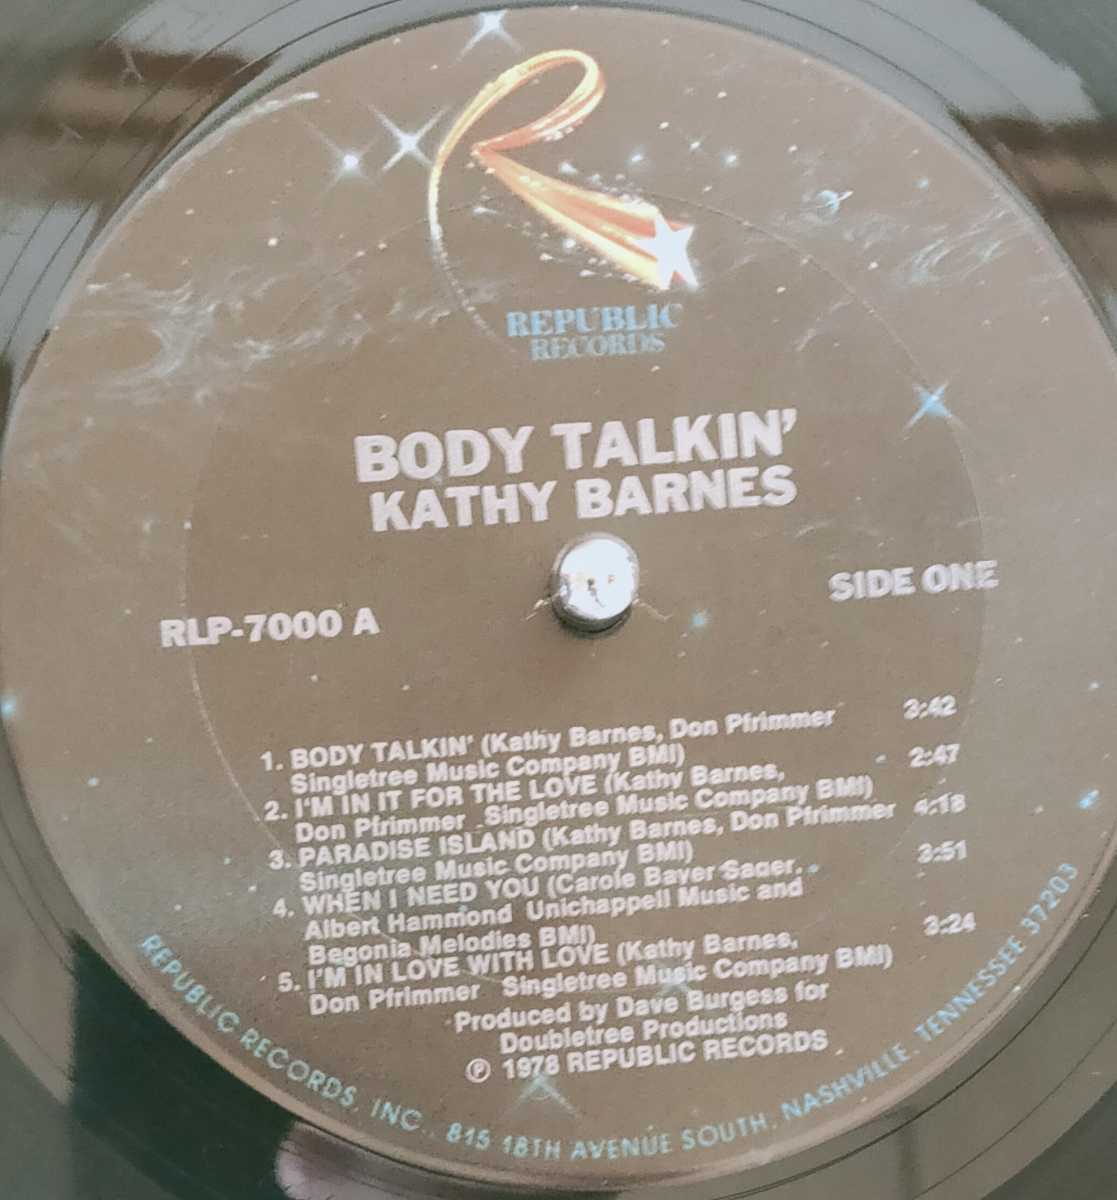 REPUBLIC
RECORDS
BODY TALKIN'
KATHY BARNES
RLP-7000 A
SIDE ONE
1. BODY TALKIN' (Kathy Barnes, Don Pfrimmer 3:42
Singletree Music Company BMI)
2. I'M IN IT FOR THE LOVE (Kathy Barnes, 2:47
Don Pfrimmer Singletree Music Company BMI)
3. PARADISE ISLAND (Kathy Barnes, Don Pfrimmer 4:18
Singletree Music Company BMI)
4. WHEN I NEED YOU (Carole Bayer Sager, 3:51
Albert Hammond Unichappell Music and
Begonia Melodies BMI)
5. I'M IN LOVE WITH LOVE (Kathy Barnes, 3:24
Don Pfrimmer Singletree Music Company BMI)
Produced by Dave Burgess for
Doubletree Productions
℗ 1978 REPUBLIC RECORDS
REPUBLIC RECORDS, INC., 815 18TH AVENUE SOUTH, NASHVILLE, TENNESSEE 37203